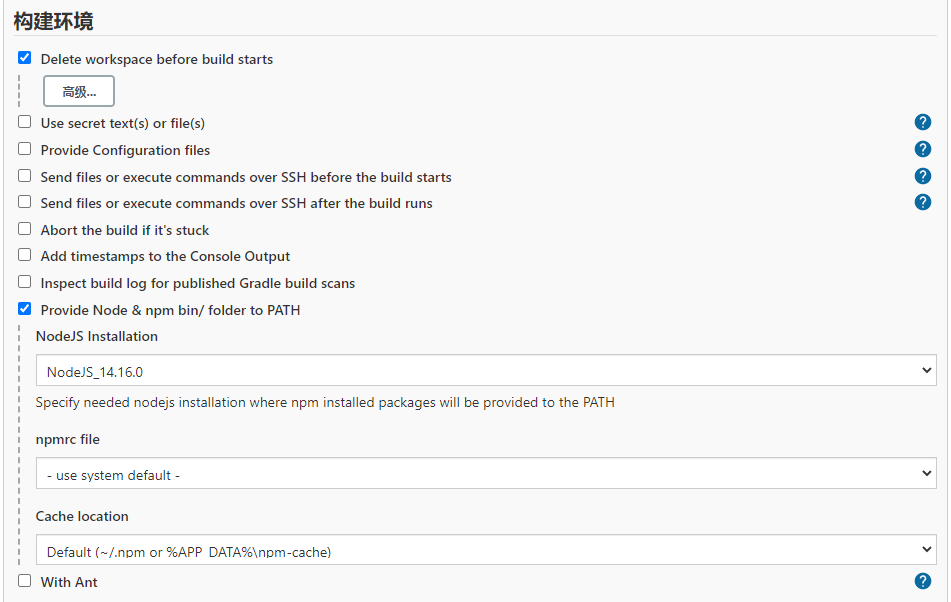 构建环境
Delete workspace before build starts
高级...
Use secret text(s) or file(s)
?
Provide Configuration files
?
Send files or execute commands over SSH before the build starts
?
Send files or execute commands over SSH after the build runs
?
Abort the build if it's stuck
Add timestamps to the Console Output
Inspect build log for published Gradle build scans
Provide Node & npm bin/ folder to PATH
NodeJS Installation
NodeJS_14.16.0
Specify needed nodejs installation where npm installed packages will be provided to the PATH
npmrc file
- use system default -
Cache location
Default (~/.npm or %APP_DATA%\npm-cache)
With Ant
?